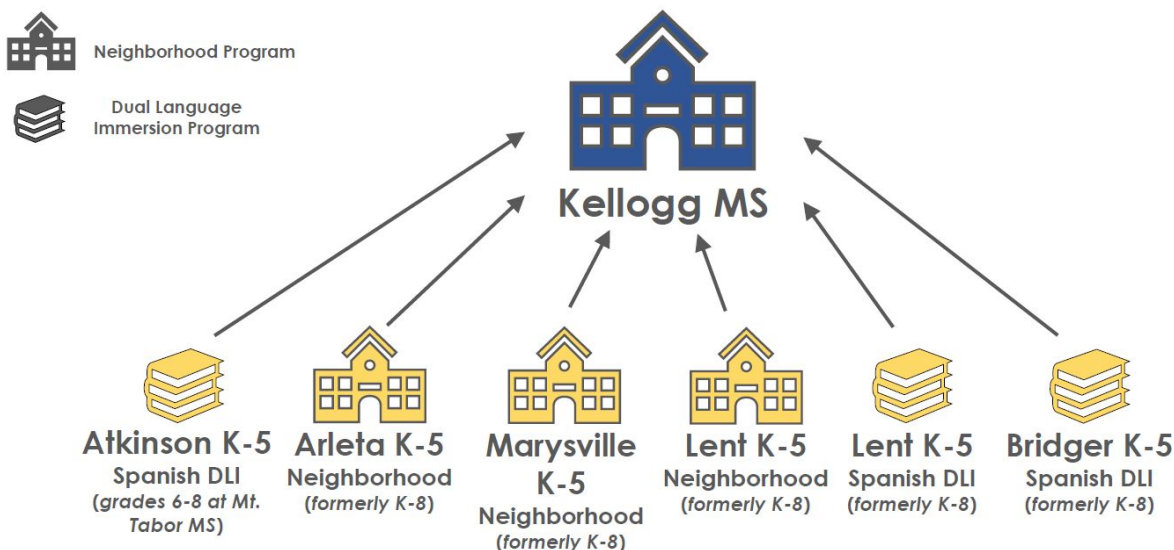 Neighborhood Program
Dual Language
Immersion Program
Kellogg MS
Atkinson K-5
Spanish DLI
(grades 6-8 at Mt.
Tabor MS)
Arleta K-5
Neighborhood
(formerly K-8)
Marysville
K-5
Neighborhood
(formerly K-8)
Lent K-5
Neighborhood
(formerly K-8)
Lent K-5
Spanish DLI
(formerly K-8)
Bridger K-5
Spanish DLI
(formerly K-8)